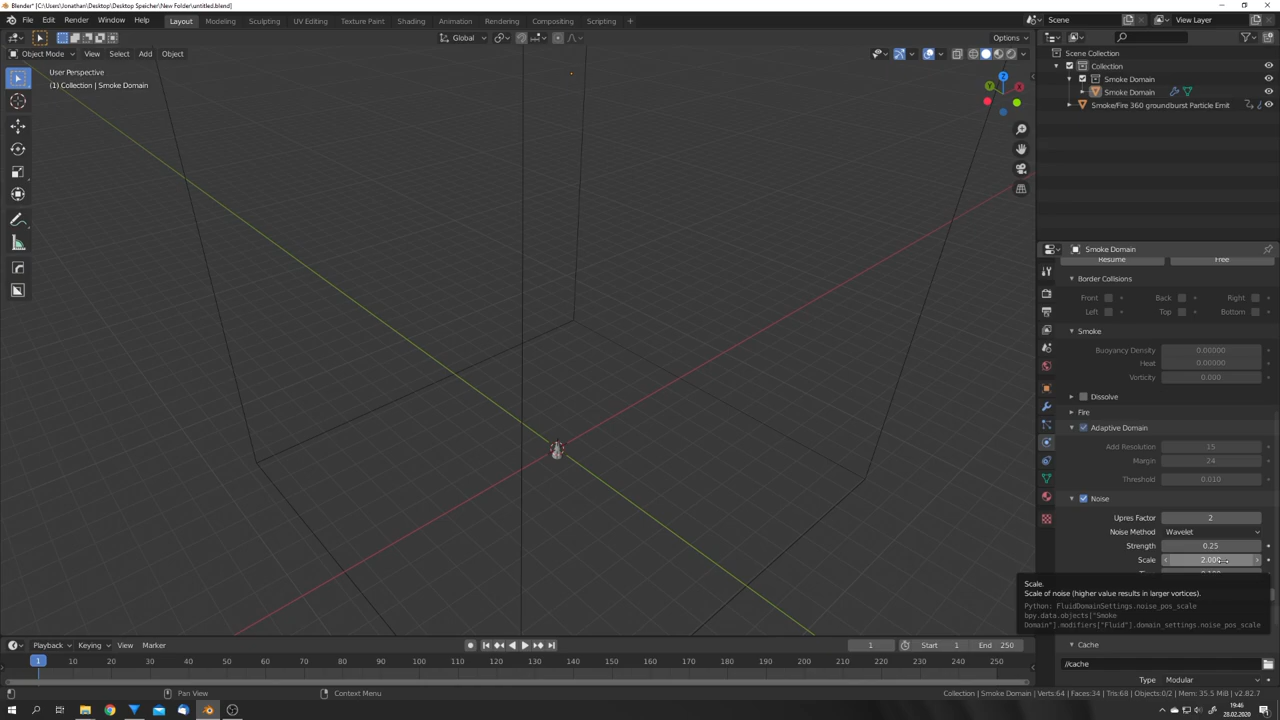 Blender* [C:\Users\Jonathan\Desktop\Desktop Speicher\New Folder\untitled.blend]
File Edit Render Window Help Layout Modeling Sculpting UV Editing Texture Paint Shading Animation Rendering Compositing Scripting Scene View Layer
Global Options
Object Mode View Select Add Object
User Perspective
(1) Collection | Smoke Domain
Scene Collection
Collection
Smoke Domain
Smoke Domain
Smoke/Fire 360 groundburst Particle Emit
Z
Y X
Smoke Domain
Resume Free
Border Collisions
Front Back Right
Left Top Bottom
Smoke
Buoyancy Density 0.00000
Heat 0.00000
Vorticity 0.000
Dissolve
Fire
Adaptive Domain
Add Resolution 15
Margin 24
Threshold 0.010
Noise
Upres Factor 2
Noise Method Wavelet
Strength 0.25
Scale 2.000
Scale.
Scale of noise (higher value results in larger vortices).
Python: FluidDomainSettings.noise_pos_scale
bpy.data.objects["Smoke
Domain"].modifiers["Fluid"].domain_settings.noise_pos_scale
Cache
//cache
Type Modular
Playback Keying View Marker 1 Start 1 End 250
1 10 20 30 40 50 60 70 80 90 100 110 120 130 140 150 160 170 180 190 200 210 220 230 240 250
Pan View Context Menu Collection | Smoke Domain | Verts:64 | Faces:34 | Tris:68 | Objects:0/2 | Mem: 35.5 MiB | v2.82.7
19:46
28.02.2020